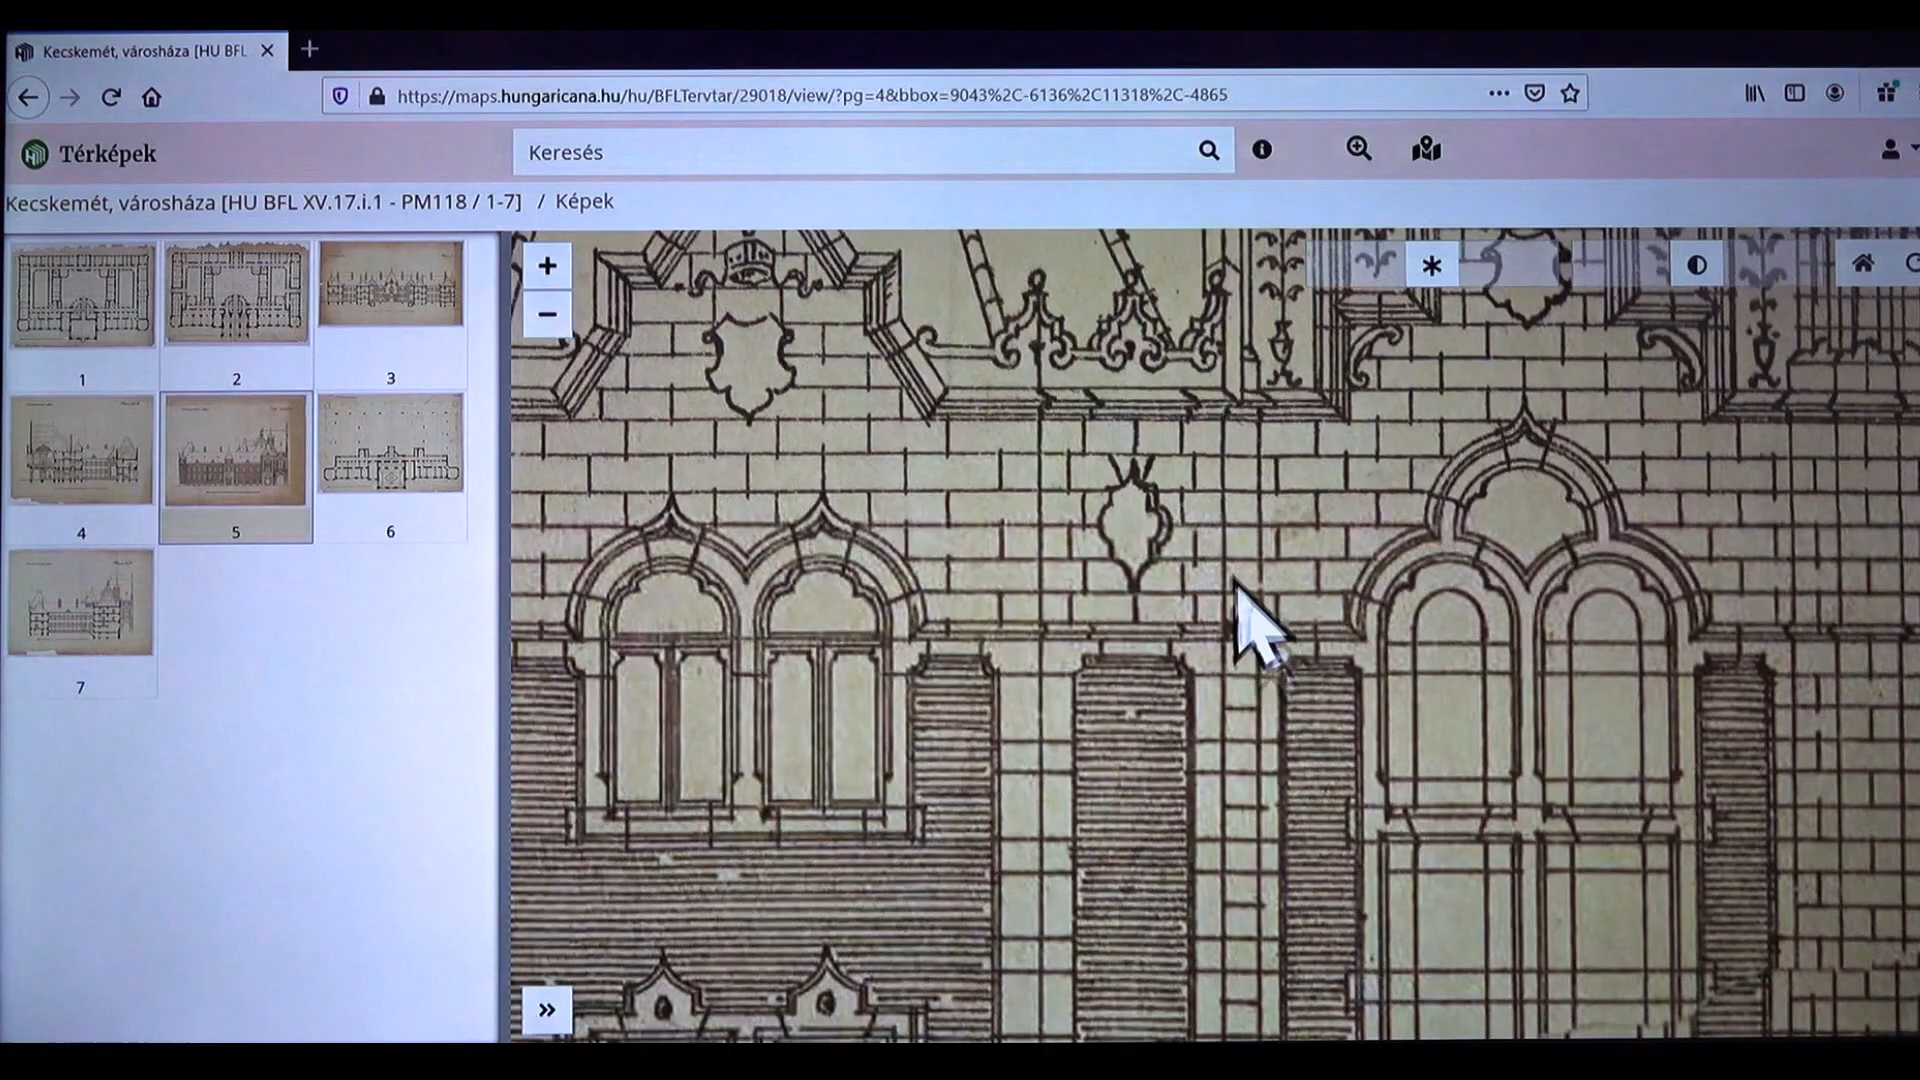 Kecskemét, városháza [HU BFL
https://maps.hungaricana.hu/hu/BFLTervtar/29018/view/?pg=4&bbox=9043%2C-6136%2C11318%2C-4865
Térképek
Keresés
Kecskemét, városháza [HU BFL XV.17.i.1 - PM118 / 1-7] / Képek
1
2
3
4
5
6
7